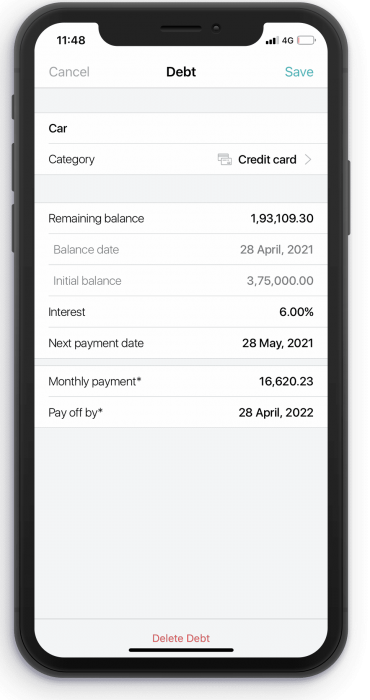 11:48 4G
Cancel Debt Save
Car
Category Credit card
Remaining balance 1,93,109.30
Balance date 28 April, 2021
Initial balance 3,75,000.00
Interest 6.00%
Next payment date 28 May, 2021
Monthly payment* 16,620.23
Pay off by* 28 April, 2022
Delete Debt